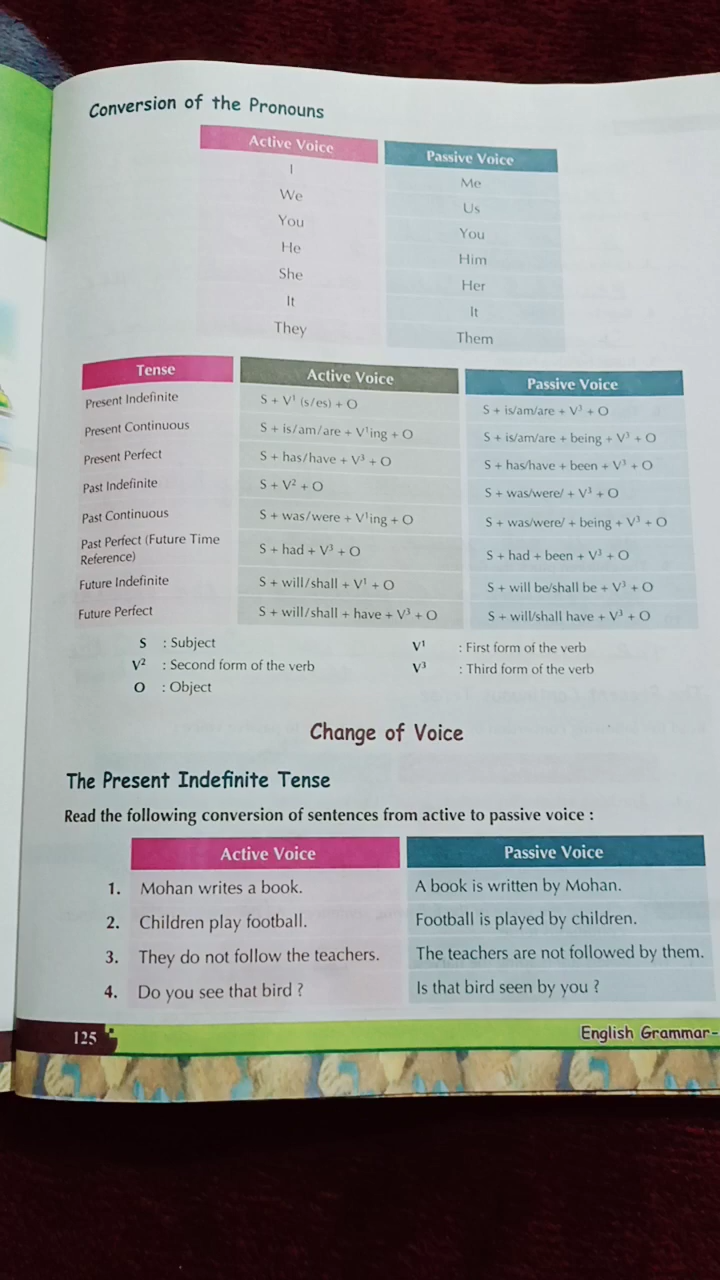 Conversion of the Pronouns
Active Voice Passive Voice
I Me
We Us
You You
He Him
She Her
It It
They Them
Tense Active Voice Passive Voice
Present Indefinite S + V¹ (s/es) + O S + is/am/are + V³ + O
Present Continuous S + is/am/are + V¹ing + O S + is/am/are + being + V³ + O
Present Perfect S + has/have + V³ + O S + has/have + been + V³ + O
Past Indefinite S + V² + O S + was/were/ + V³ + O
Past Continuous S + was/were + V¹ing + O S + was/were/ + being + V³ + O
Past Perfect (Future Time
Reference) S + had + V³ + O S + had + been + V³ + O
Future Indefinite S + will/shall + V¹ + O S + will be/shall be + V³ + O
Future Perfect S + will/shall + have + V³ + O S + will/shall have + V³ + O
S : Subject V¹ : First form of the verb
V² : Second form of the verb V³ : Third form of the verb
O : Object
Change of Voice
The Present Indefinite Tense
Read the following conversion of sentences from active to passive voice :
Active Voice Passive Voice
1. Mohan writes a book. A book is written by Mohan.
2. Children play football. Football is played by children.
3. They do not follow the teachers. The teachers are not followed by them.
4. Do you see that bird ? Is that bird seen by you ?
125 English Grammar-